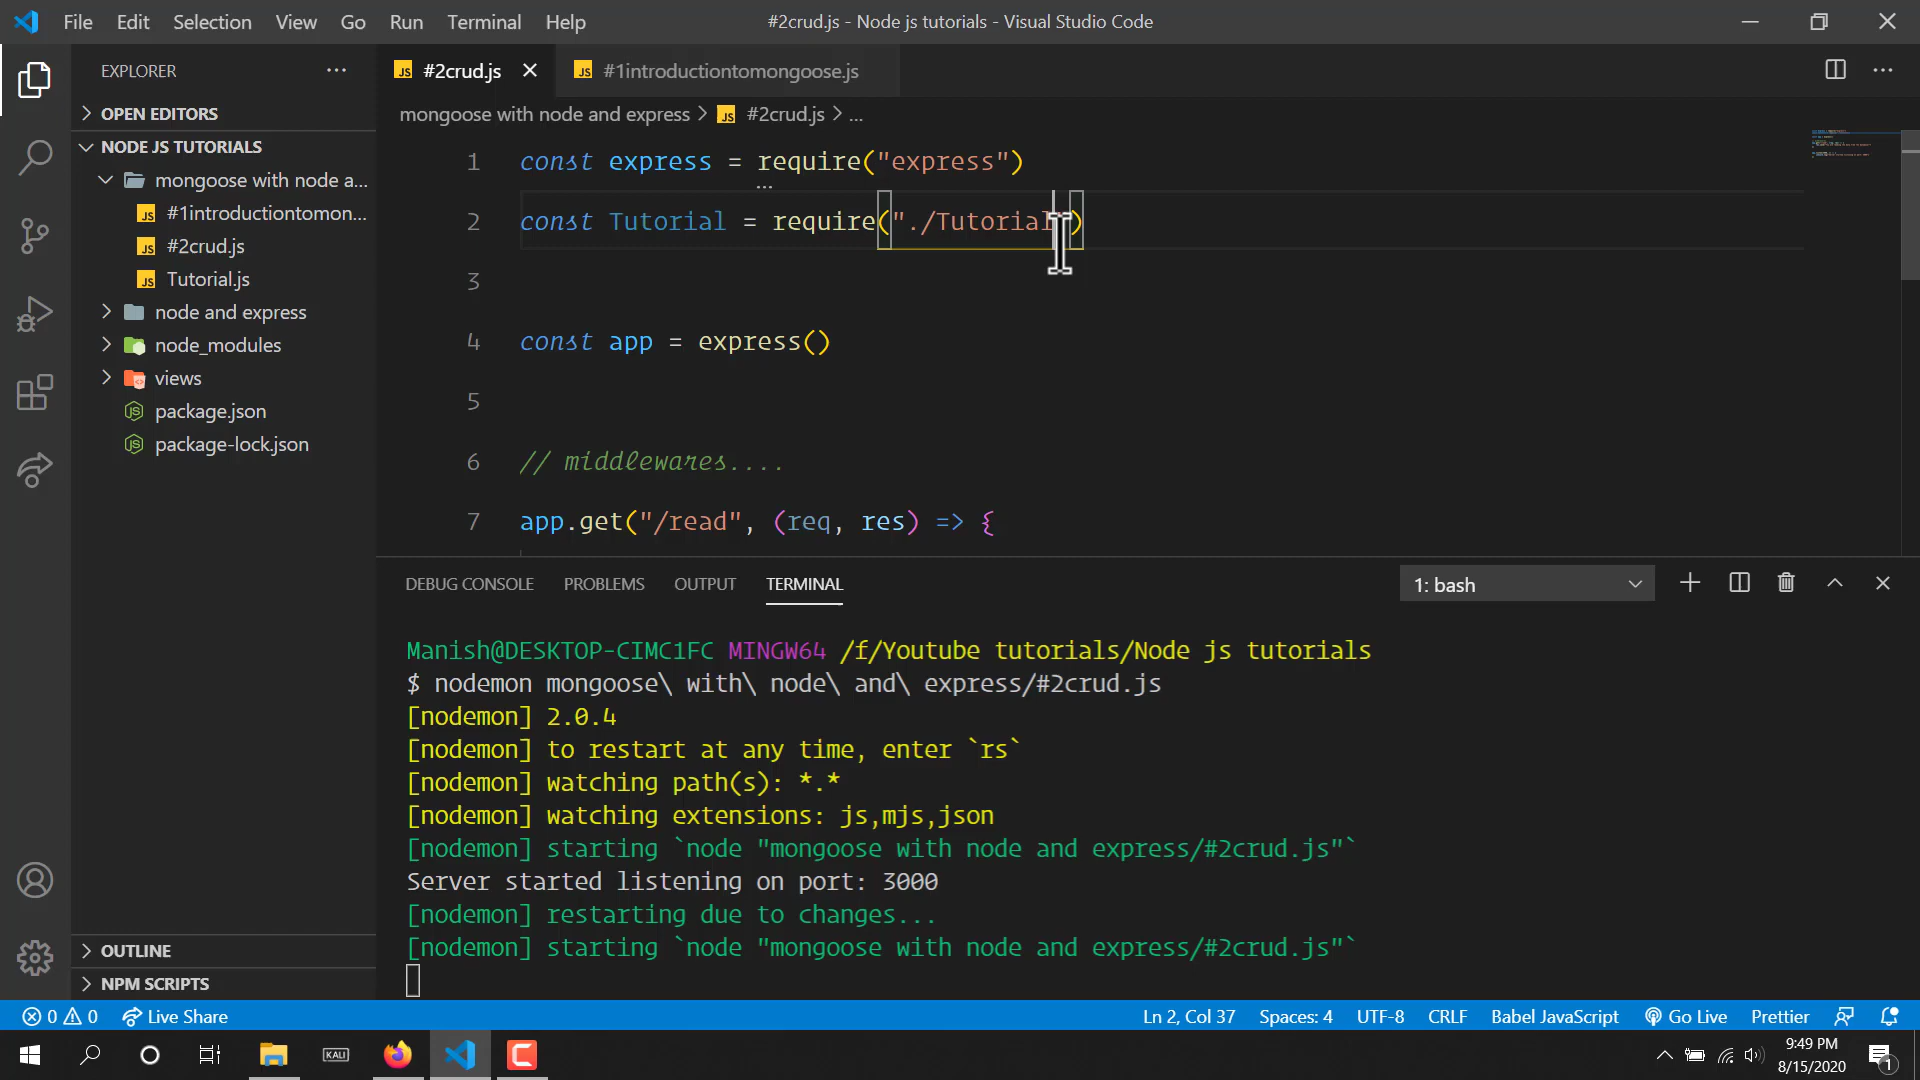 File Edit Selection View Go Run Terminal Help
#2crud.js - Node js tutorials - Visual Studio Code
EXPLORER
OPEN EDITORS
NODE JS TUTORIALS
mongoose with node a...
#1introductiontomon...
#2crud.js
Tutorial.js
node and express
node_modules
views
package.json
package-lock.json
OUTLINE
NPM SCRIPTS
#2crud.js
#1introductiontomongoose.js
mongoose with node and express > #2crud.js > ...
1 const express = require("express")
2 const Tutorial = require("./Tutorial")
3
4 const app = express()
5
6 // middlewares....
7 app.get("/read", (req, res) => {
DEBUG CONSOLE PROBLEMS OUTPUT TERMINAL
1: bash
Manish@DESKTOP-CIMC1FC MINGW64 /f/Youtube tutorials/Node js tutorials
$ nodemon mongoose\ with\ node\ and\ express/#2crud.js
[nodemon] 2.0.4
[nodemon] to restart at any time, enter `rs`
[nodemon] watching path(s): *.*
[nodemon] watching extensions: js,mjs,json
[nodemon] starting `node "mongoose with node and express/#2crud.js"`
Server started listening on port: 3000
[nodemon] restarting due to changes...
[nodemon] starting `node "mongoose with node and express/#2crud.js"`
0 0 Live Share
Ln 2, Col 37 Spaces: 4 UTF-8 CRLF Babel JavaScript Go Live Prettier
KALI
9:49 PM
8/15/2020
1